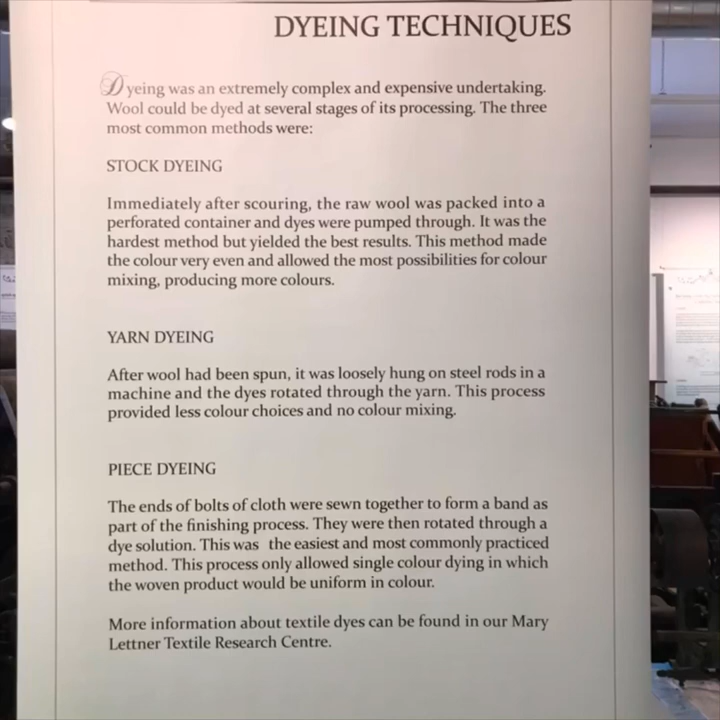 DYEING TECHNIQUES
Dyeing was an extremely complex and expensive undertaking.
Wool could be dyed at several stages of its processing. The three
most common methods were:
STOCK DYEING
Immediately after scouring, the raw wool was packed into a
perforated container and dyes were pumped through. It was the
hardest method but yielded the best results. This method made
the colour very even and allowed the most possibilities for colour
mixing, producing more colours.
YARN DYEING
After wool had been spun, it was loosely hung on steel rods in a
machine and the dyes rotated through the yarn. This process
provided less colour choices and no colour mixing.
PIECE DYEING
The ends of bolts of cloth were sewn together to form a band as
part of the finishing process. They were then rotated through a
dye solution. This was the easiest and most commonly practiced
method. This process only allowed single colour dying in which
the woven product would be uniform in colour.
More information about textile dyes can be found in our Mary
Lettner Textile Research Centre.